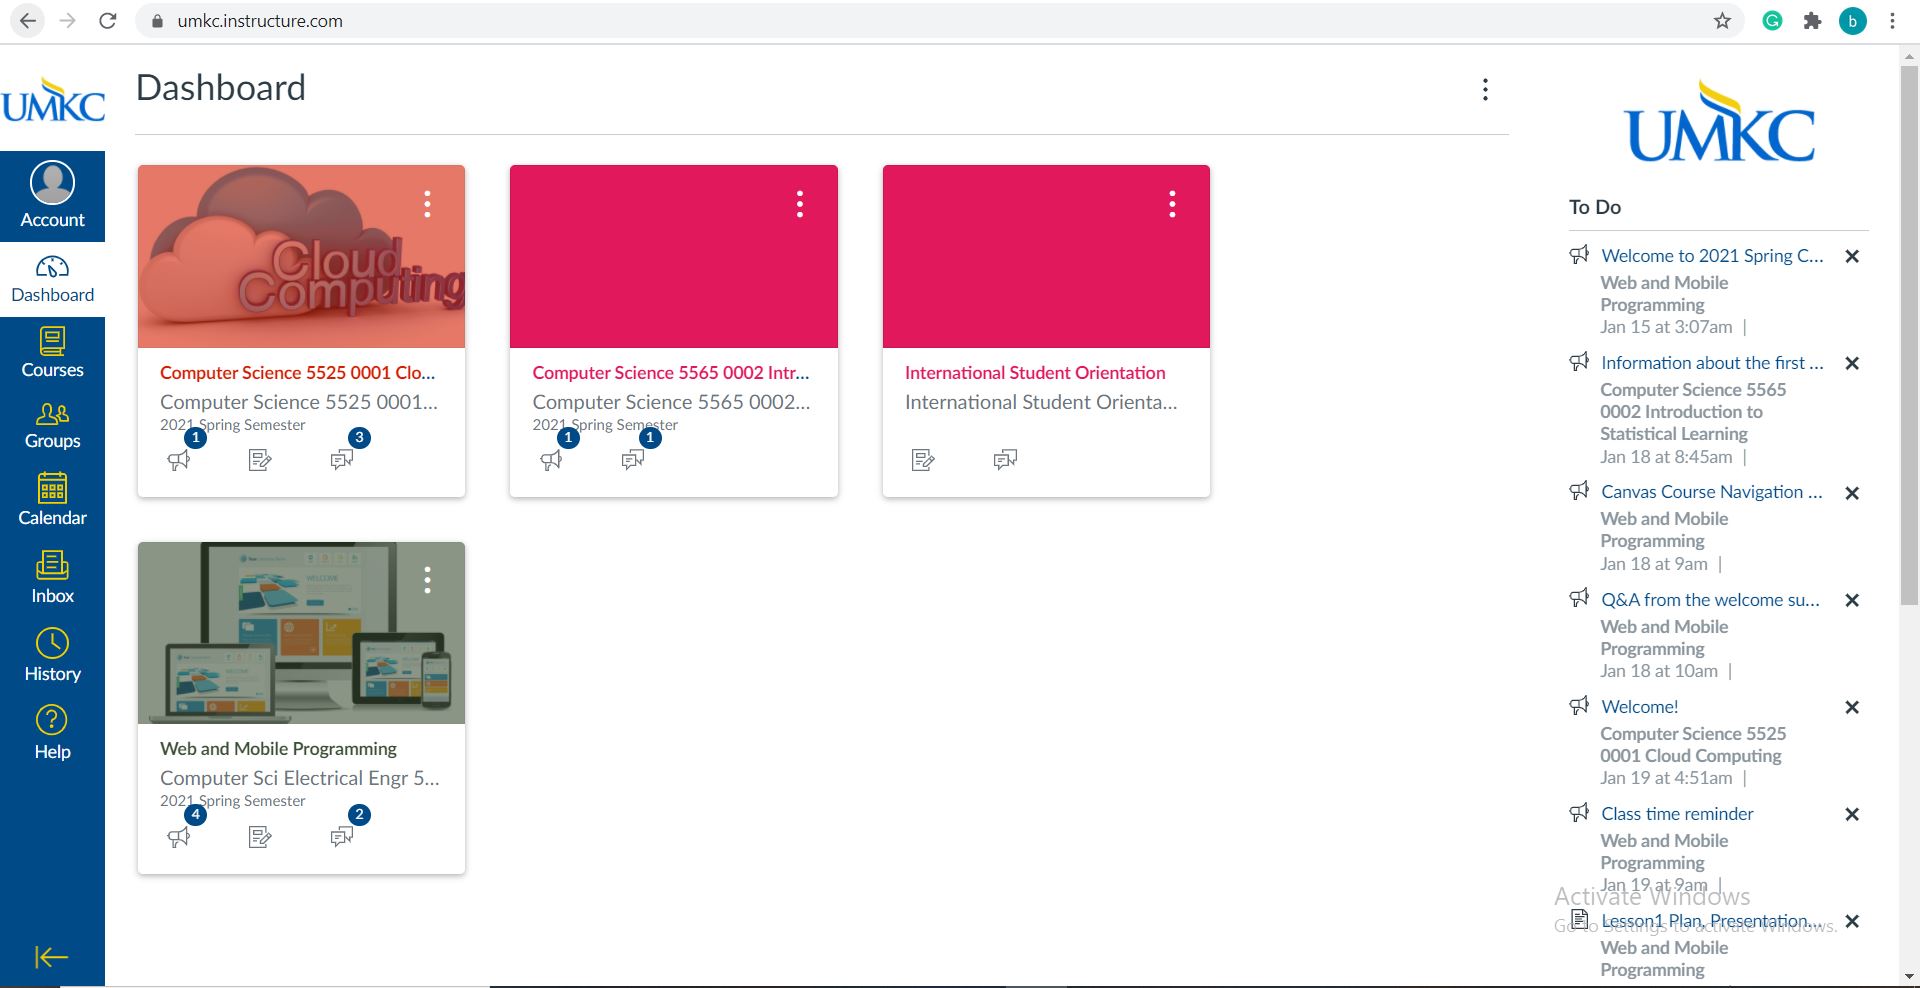 umkc.instructure.com
b
UMKC
Account
Dashboard
Courses
Groups
Calendar
Inbox
History
Help
Dashboard
Cloud
Computing
Computer Science 5525 0001 Clo...
Computer Science 5525 0001...
2021 Spring Semester
1
3
Computer Science 5565 0002 Intr...
Computer Science 5565 0002...
2021 Spring Semester
1
1
International Student Orientation
International Student Orienta...
WELCOME
WELCOME
Web and Mobile Programming
Computer Sci Electrical Engr 5...
2021 Spring Semester
4
2
UMKC
To Do
Welcome to 2021 Spring C...
Web and Mobile
Programming
Jan 15 at 3:07am |
Information about the first ...
Computer Science 5565
0002 Introduction to
Statistical Learning
Jan 18 at 8:45am |
Canvas Course Navigation ...
Web and Mobile
Programming
Jan 18 at 9am |
Q&A from the welcome su...
Web and Mobile
Programming
Jan 18 at 10am |
Welcome!
Computer Science 5525
0001 Cloud Computing
Jan 19 at 4:51am |
Class time reminder
Web and Mobile
Programming
Jan 19 at 9am |
Activate Windows
Go to Settings to activate Windows.
Lesson1 Plan, Presentation...
Web and Mobile
Programming